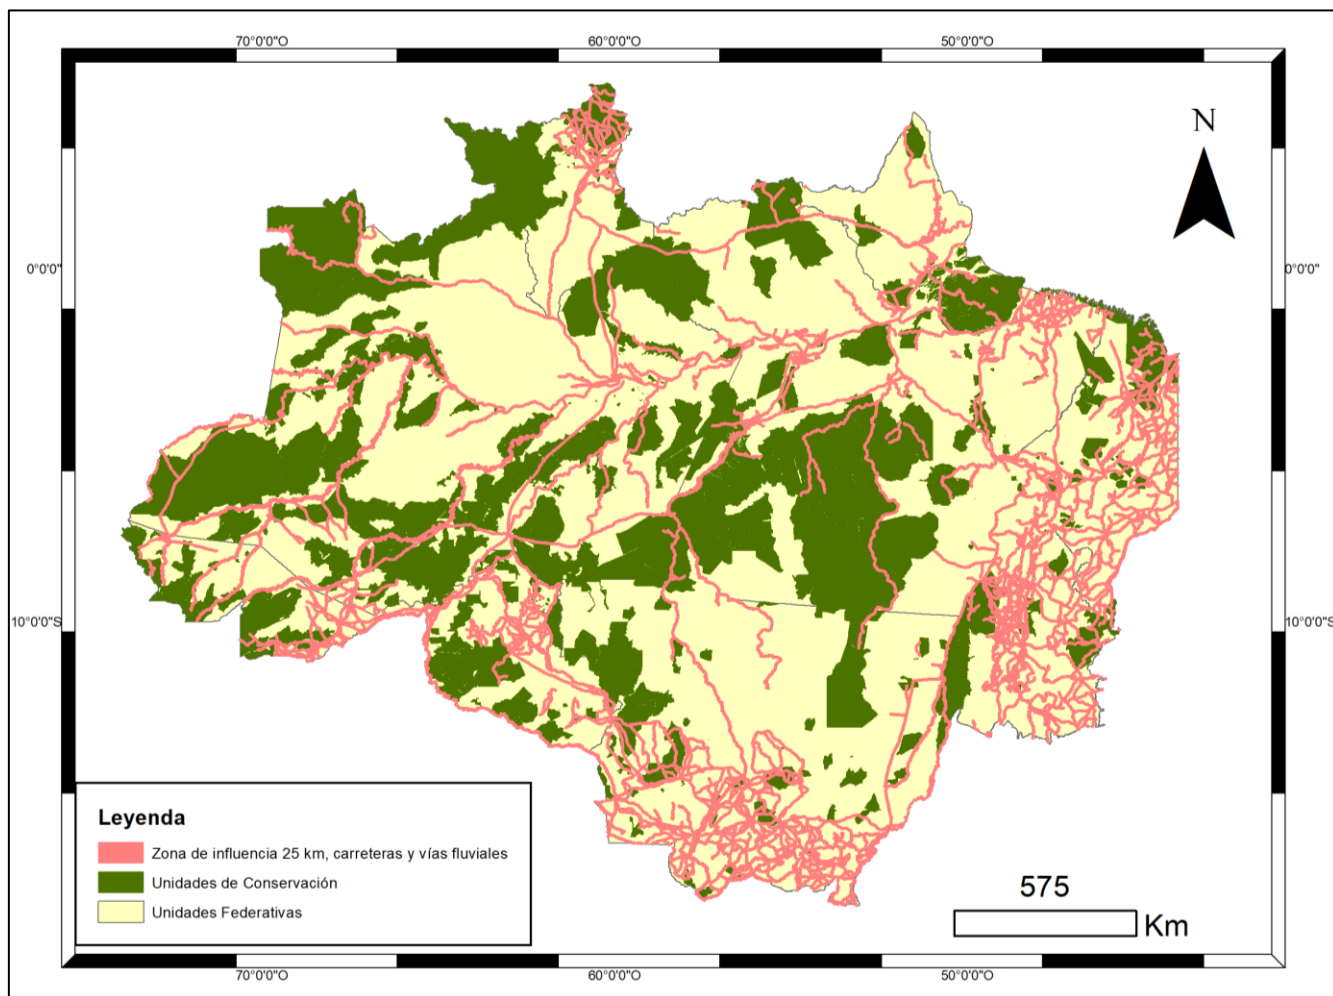 70°0'0"O 60°0'0"O 50°0'0"O
N
0°0'0" 0°0'0"
10°0'0"S 10°0'0"S
Leyenda
Zona de influencia 25 km, carreteras y vías fluviales
Unidades de Conservación
Unidades Federativas
575
Km
70°0'0"O 60°0'0"O 50°0'0"O